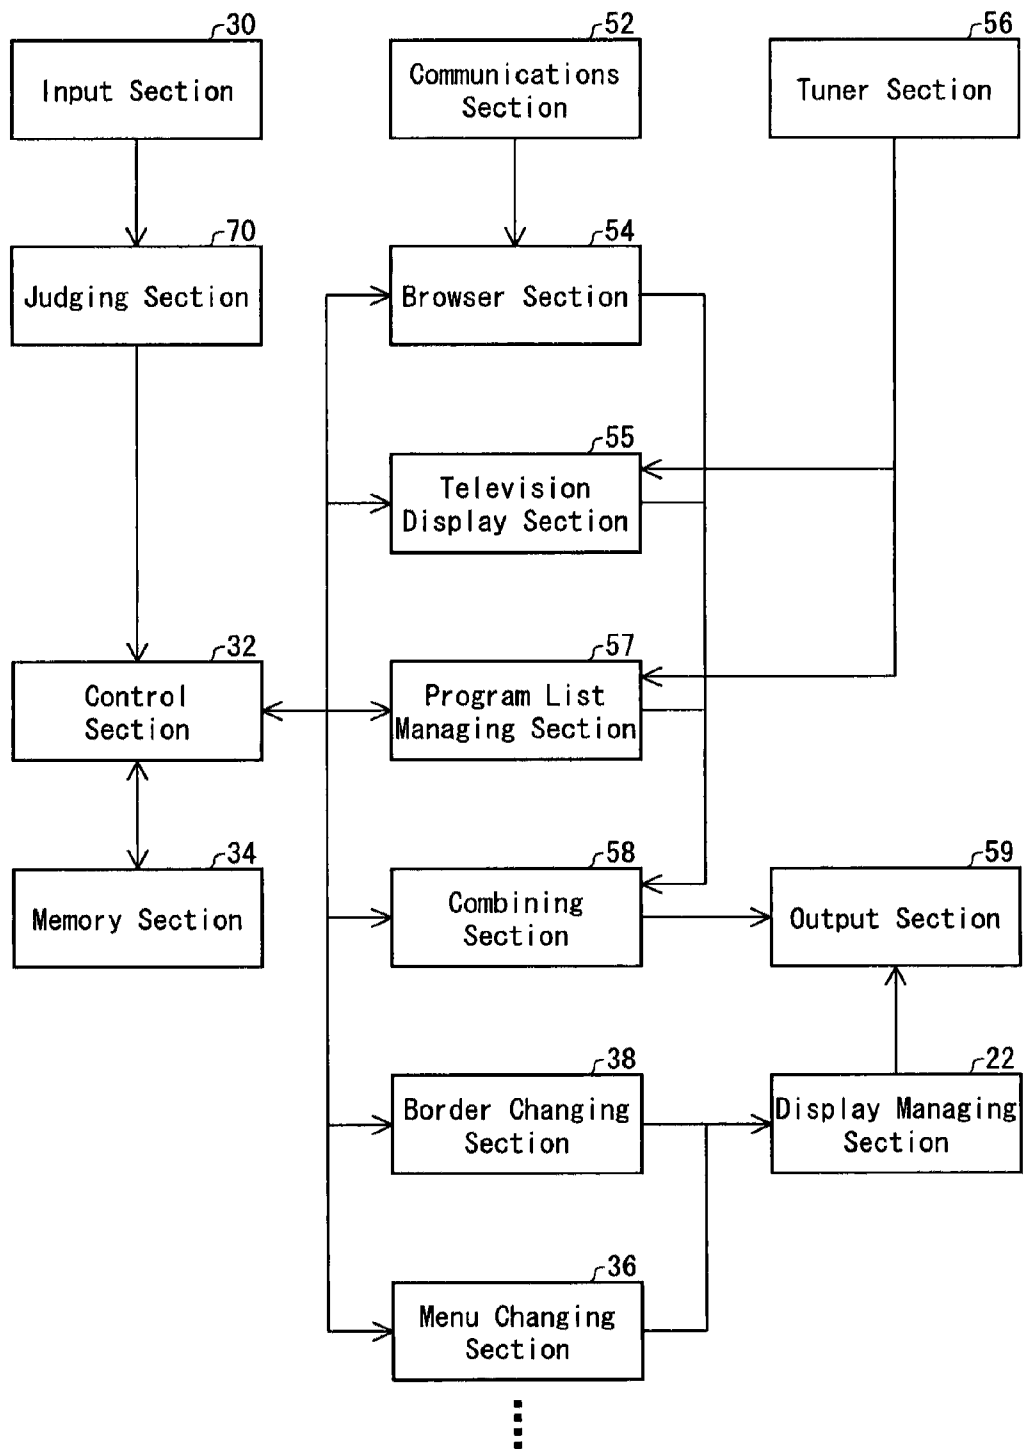 30
Input Section
52
Communications
Section
56
Tuner Section
70
Judging Section
54
Browser Section
55
Television
Display Section
32
Control
Section
57
Program List
Managing Section
34
Memory Section
58
Combining
Section
59
Output Section
38
Border Changing
Section
22
Display Managing
Section
36
Menu Changing
Section